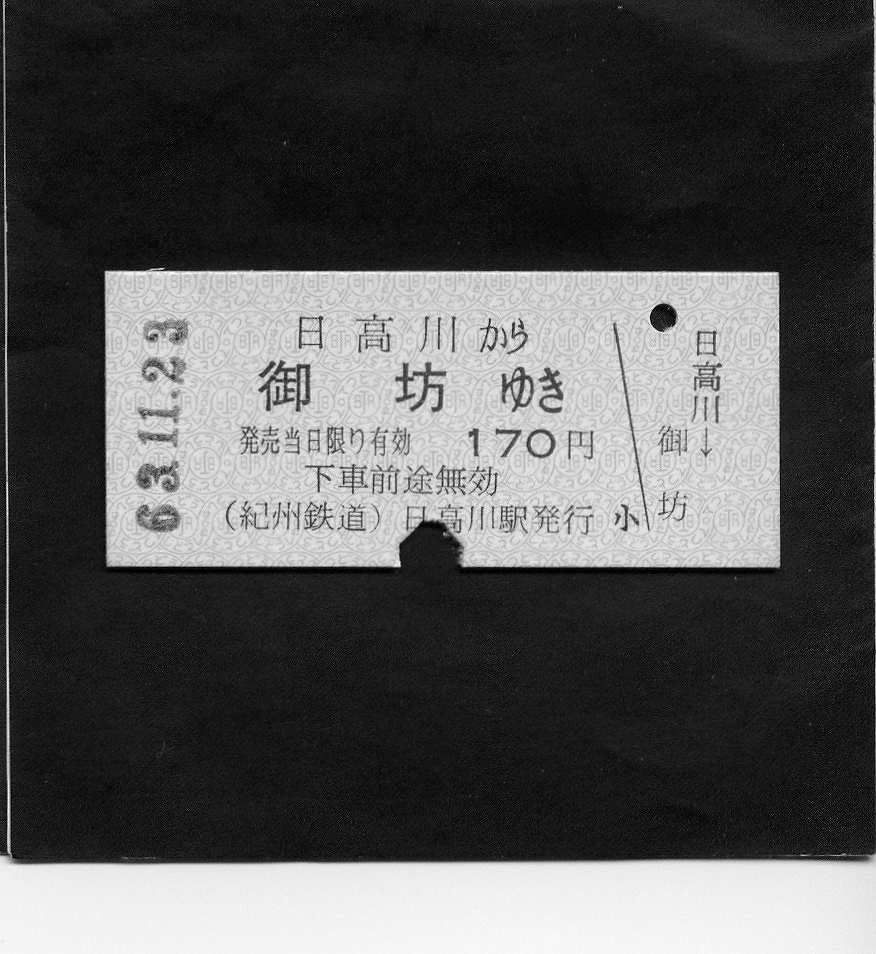 63.11.23
日高川から
御坊ゆき
発売当日限り有効 170円
下車前途無効
(紀州鉄道) 日高川駅発行
小
日高川→
御坊